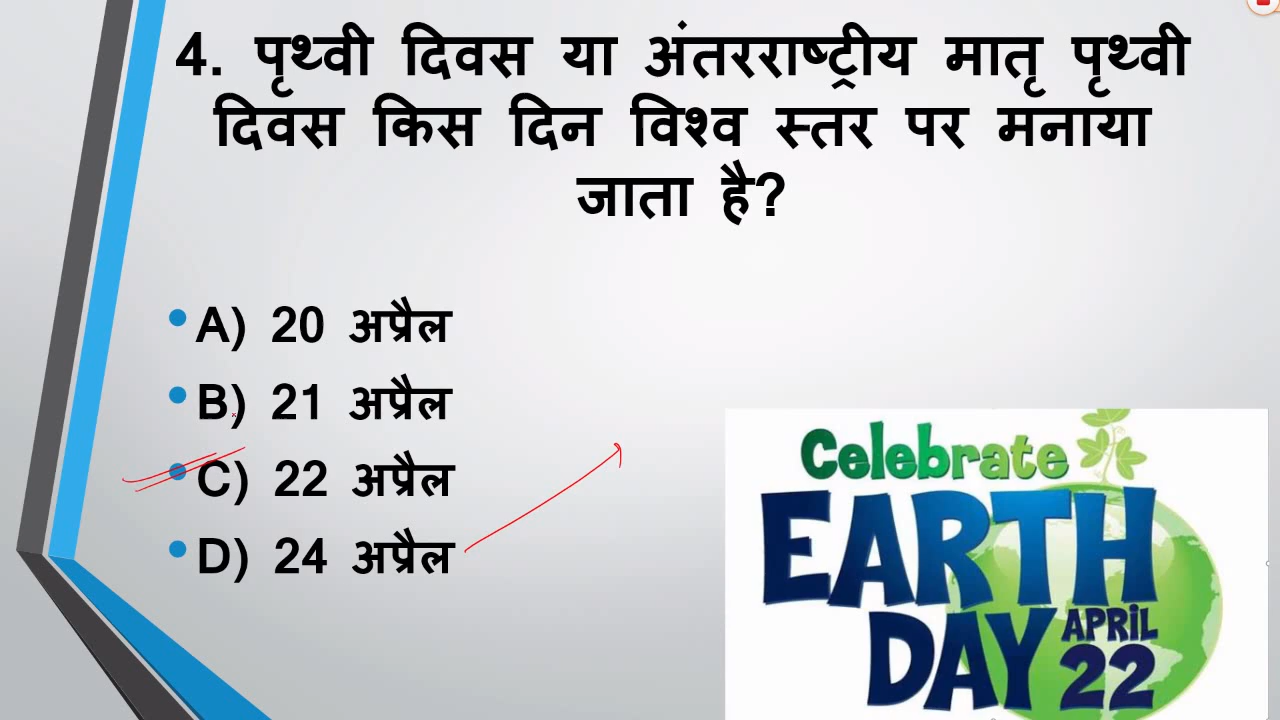 4. पृथ्वी दिवस या अंतरराष्ट्रीय मातृ पृथ्वी
दिवस किस दिन विश्व स्तर पर मनाया
जाता है?
A) 20 अप्रैल
B) 21 अप्रैल
C) 22 अप्रैल
D) 24 अप्रैल
Celebrate
EARTH
DAY APRIL
22